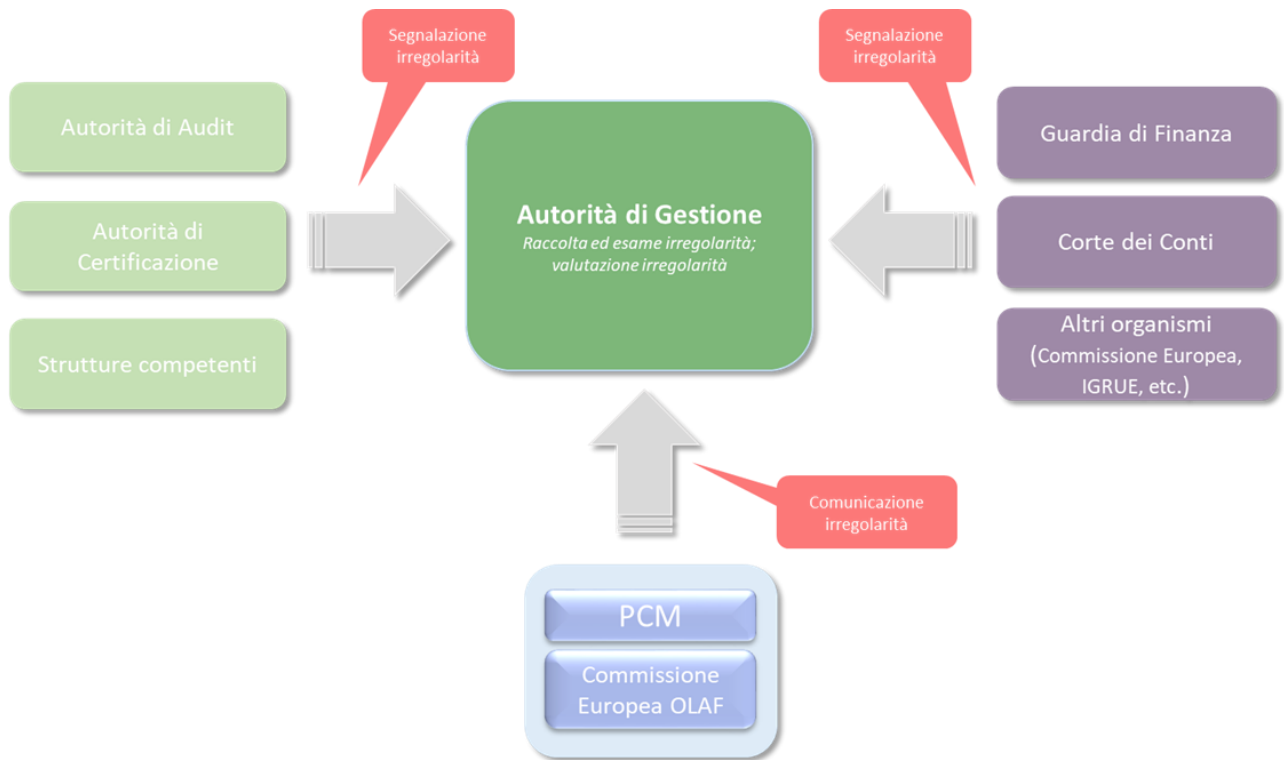 Segnalazione
irregolarità
Segnalazione
irregolarità
Autorità di Audit
Autorità di
Certificazione
Strutture competenti
Autorità di Gestione
Raccolta ed esame irregolarità;
valutazione irregolarità
Guardia di Finanza
Corte dei Conti
Altri organismi
(Commissione Europea,
IGRUE, etc.)
Comunicazione
irregolarità
PCM
Commissione
Europea OLAF